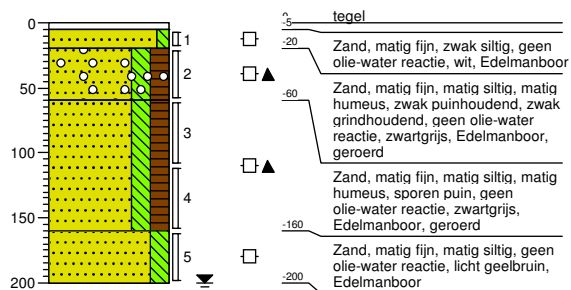 0
50
100
150
200
1
2
3
4
5
-5
tegel
-20
Zand, matig fijn, zwak siltig, geen
olie-water reactie, wit, Edelmanboor
-60
Zand, matig fijn, matig siltig, matig
humeus, zwak puinhoudend, zwak
grindhoudend, geen olie-water
reactie, zwartgrijs, Edelmanboor,
geroerd
Zand, matig fijn, matig siltig, matig
humeus, sporen puin, geen
olie-water reactie, zwartgrijs,
Edelmanboor, geroerd
-160
Zand, matig fijn, matig siltig, geen
olie-water reactie, licht geelbruin,
Edelmanboor
-200